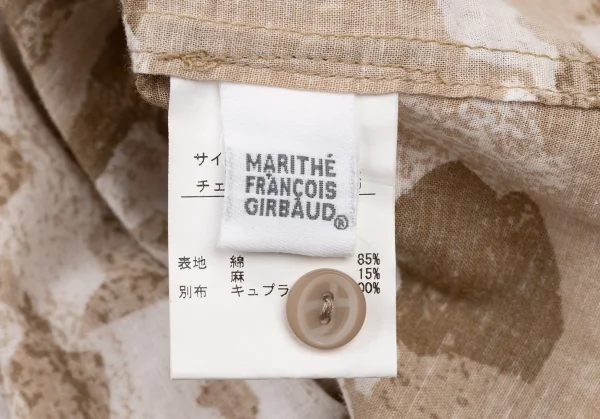 サイ
チェ
MARITHÉ
FRANÇOIS
GIRBAUD®
表地 綿 85%
麻 15%
別布 キュプラ 00%